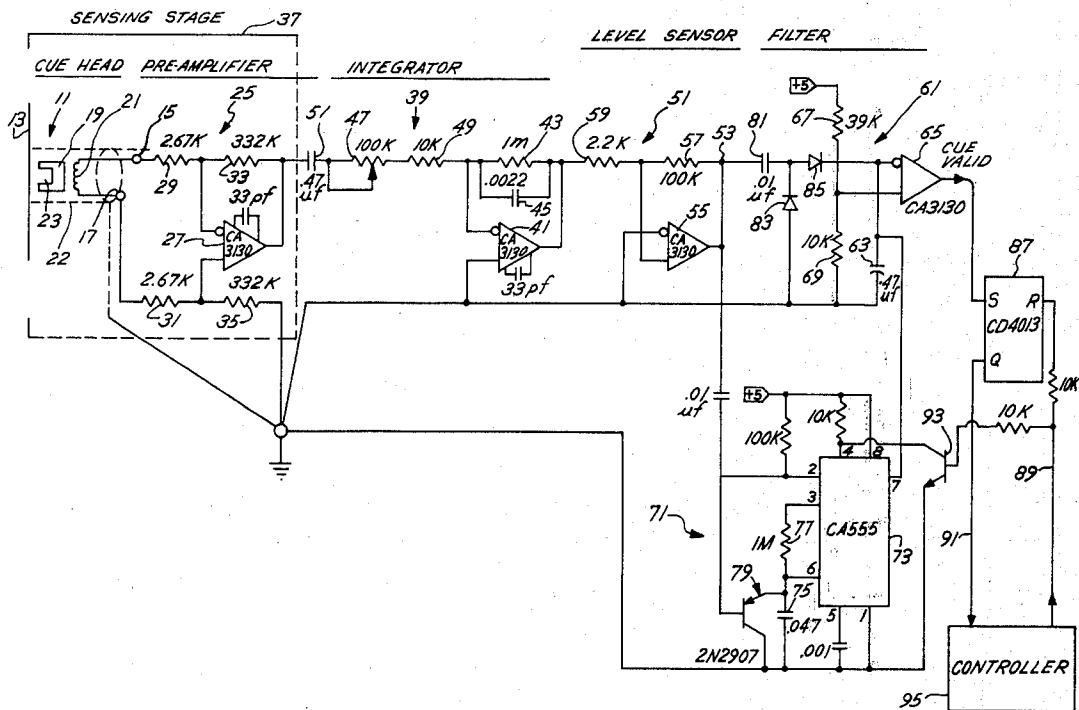 SENSING STAGE
37
LEVEL SENSOR FILTER
CUE HEAD PRE-AMPLIFIER INTEGRATOR
13
11
19
21
15
25
2.67K
332K
29
33
33pf
27
CA 3130
23
22
17
2.67K
332K
31
35
51
.47 µf
47
39
100K
10K
49
43
1m
.0022
45
41
CA 3130
33pf
59
2.2K
51
57
100K
53
55
CA 3130
81
.01 µf
83
85
+5
67
39K
10K
69
61
65
CUE VALID
CA3130
63
.47 µf
87
S R
CD4013
Q
10K
10K
93
89
91
.01 µf
+5
100K
10K
4 8
2
7
3
CA555
73
71
1M
77
6
79
75
.047
5 1
.001
2N2907
CONTROLLER
95